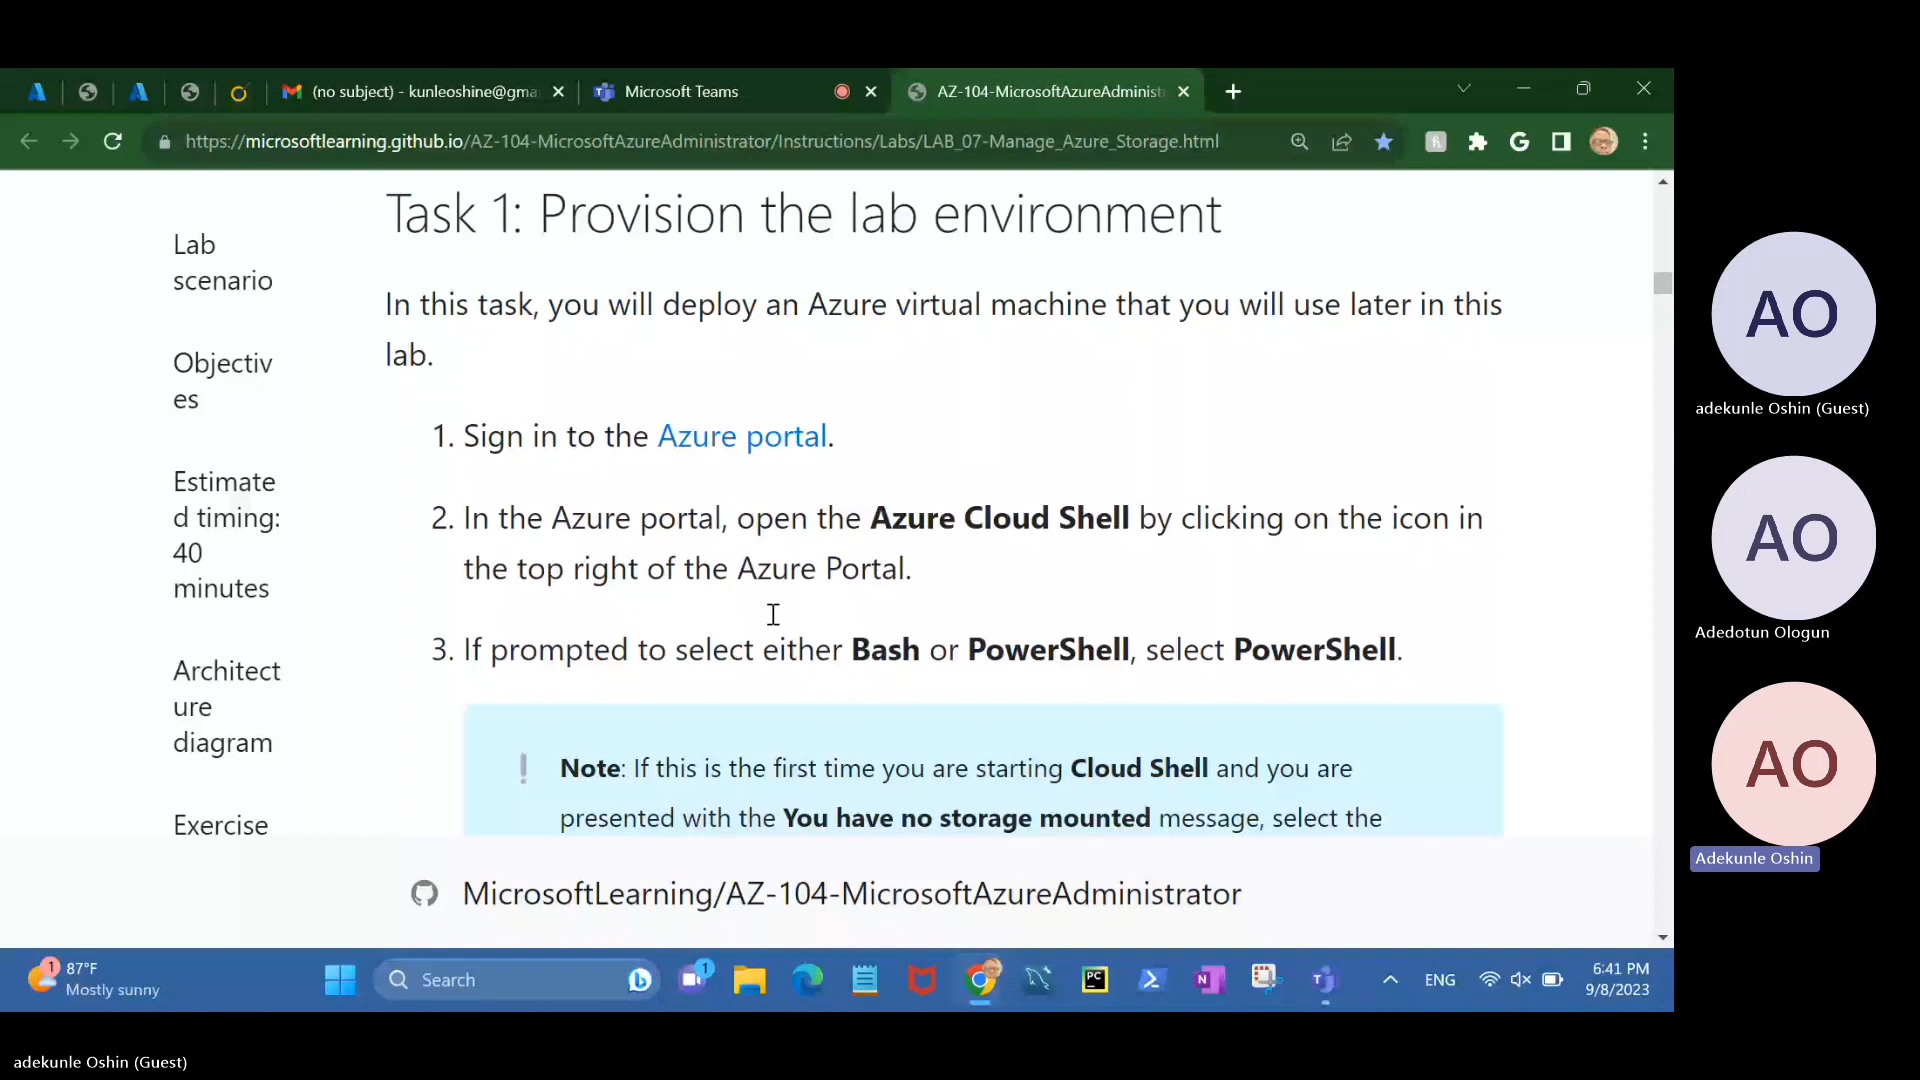 (no subject) - kunleoshine@gma
Microsoft Teams
AZ-104-MicrosoftAzureAdminist
https://microsoftlearning.github.io/AZ-104-MicrosoftAzureAdministrator/Instructions/Labs/LAB_07-Manage_Azure_Storage.html
Lab
scenario
Objectiv
es
Estimate
d timing:
40
minutes
Architect
ure
diagram
Exercise
Task 1: Provision the lab environment
In this task, you will deploy an Azure virtual machine that you will use later in this
lab.
1. Sign in to the Azure portal.
2. In the Azure portal, open the Azure Cloud Shell by clicking on the icon in
the top right of the Azure Portal.
3. If prompted to select either Bash or PowerShell, select PowerShell.
Note: If this is the first time you are starting Cloud Shell and you are
presented with the You have no storage mounted message, select the
MicrosoftLearning/AZ-104-MicrosoftAzureAdministrator
AO
adekunle Oshin (Guest)
AO
Adedotun Ologun
AO
Adekunle Oshin
1
87°F
Mostly sunny
Search
1
PC
ENG
6:41 PM
9/8/2023
adekunle Oshin (Guest)